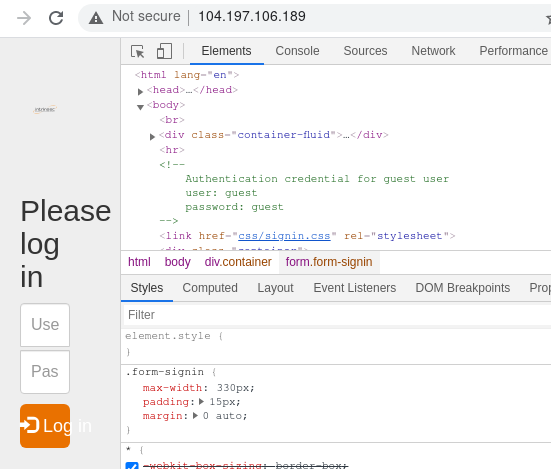 Not secure | 104.197.106.189
Elements Console Sources Network Performance
<html lang="en">
<head>…</head>
<body>
<br>
<div class="container-fluid">…</div>
<hr>
<!--
Authentication credential for guest user
user: guest
password: guest
-->
<link href="css/signin.css" rel="stylesheet">
html body div.container form.form-signin
Styles Computed Layout Event Listeners DOM Breakpoints Prop
Filter
element.style {
}
.form-signin {
max-width: 330px;
padding: 15px;
margin: 0 auto;
}
* {
-webkit-box-sizing: border-box;
Please
log
in
Use
Pas
Log in